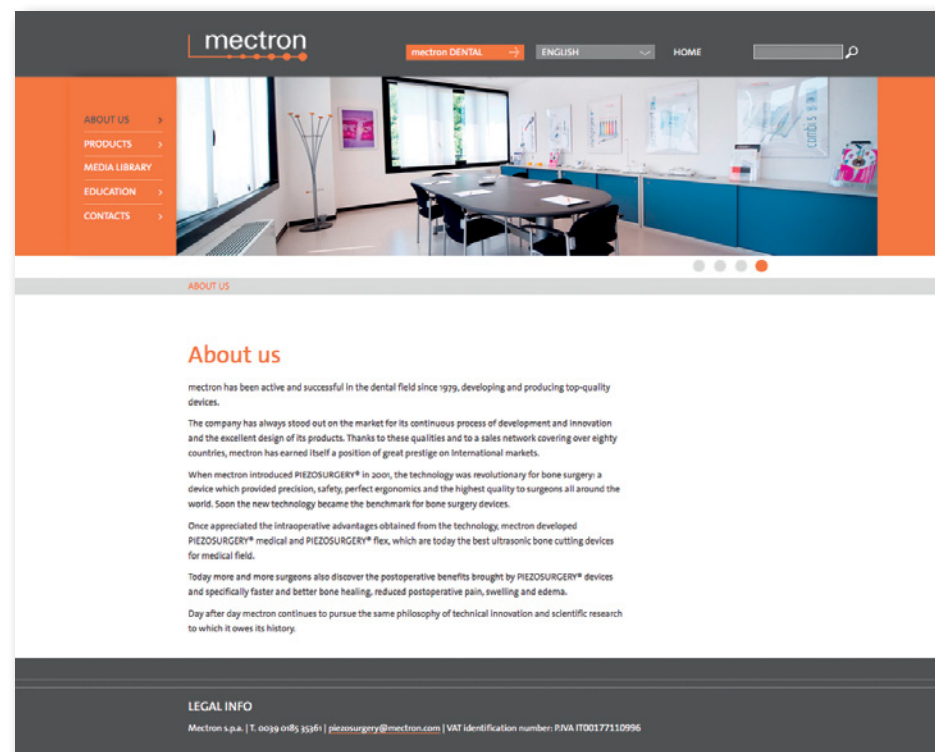 mectron
mectron DENTAL
ENGLISH
HOME
ABOUT US
PRODUCTS
MEDIA LIBRARY
EDUCATION
CONTACTS
combi s
ABOUT US
About us
mectron has been active and successful in the dental field since 1979, developing and producing top-quality
devices.
The company has always stood out on the market for its continuous process of development and innovation
and the excellent design of its products. Thanks to these qualities and to a sales network covering over eighty
countries, mectron has earned itself a position of great prestige on International markets.
When mectron introduced PIEZOSURGERY® in 2001, the technology was revolutionary for bone surgery: a
device which provided precision, safety, perfect ergonomics and the highest quality to surgeons all around the
world. Soon the new technology became the benchmark for bone surgery devices.
Once appreciated the intraoperative advantages obtained from the technology, mectron developed
PIEZOSURGERY® medical and PIEZOSURGERY® flex, which are today the best ultrasonic bone cutting devices
for medical field.
Today more and more surgeons also discover the postoperative benefits brought by PIEZOSURGERY® devices
and specifically faster and better bone healing, reduced postoperative pain, swelling and edema.
Day after day mectron continues to pursue the same philosophy of technical innovation and scientific research
to which it owes its history.
LEGAL INFO
Mectron s.p.a. | T. 0039 0185 35361 | piezosurgery@mectron.com | VAT identification number: P.IVA IT00177110996